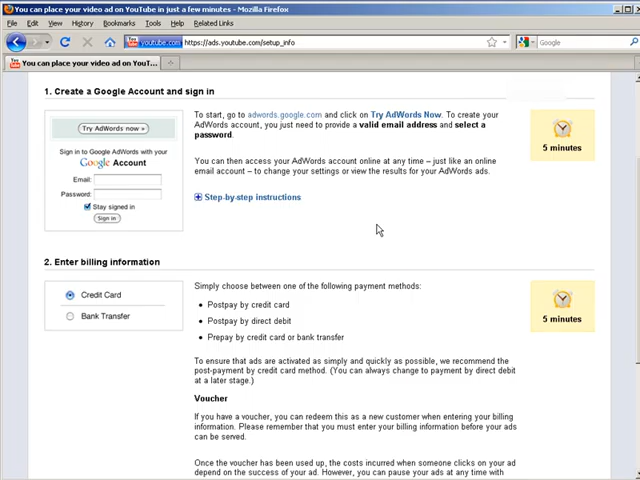 You can place your video ad on YouTube in just a few minutes - Mozilla Firefox
File Edit View History Bookmarks Tools Help Related Links
youtube.com https://ads.youtube.com/setup_info Google
You can place your video ad on YouT...
1. Create a Google Account and sign in
Try AdWords now »
Sign in to Google AdWords with your
Google Account
Email:
Password:
Stay signed in
Sign in
To start, go to adwords.google.com and click on Try AdWords Now. To create your
AdWords account, you just need to provide a valid email address and select a
password.
You can then access your AdWords account online at any time – just like an online
email account – to change your settings or view the results for your AdWords ads.
Step-by-step instructions
5 minutes
2. Enter billing information
Credit Card
Bank Transfer
Simply choose between one of the following payment methods:
• Postpay by credit card
• Postpay by direct debit
• Prepay by credit card or bank transfer
To ensure that ads are activated as simply and quickly as possible, we recommend the
post-payment by credit card method. (You can always change to payment by direct debit
at a later stage.)
Voucher
If you have a voucher, you can redeem this as a new customer when entering your billing
information. Please remember that you must enter your billing information before your ads
can be served.
Once the voucher has been used up, the costs incurred when someone clicks on your ad
depend on the success of your ad. However, you can pause your ads at any time with
5 minutes